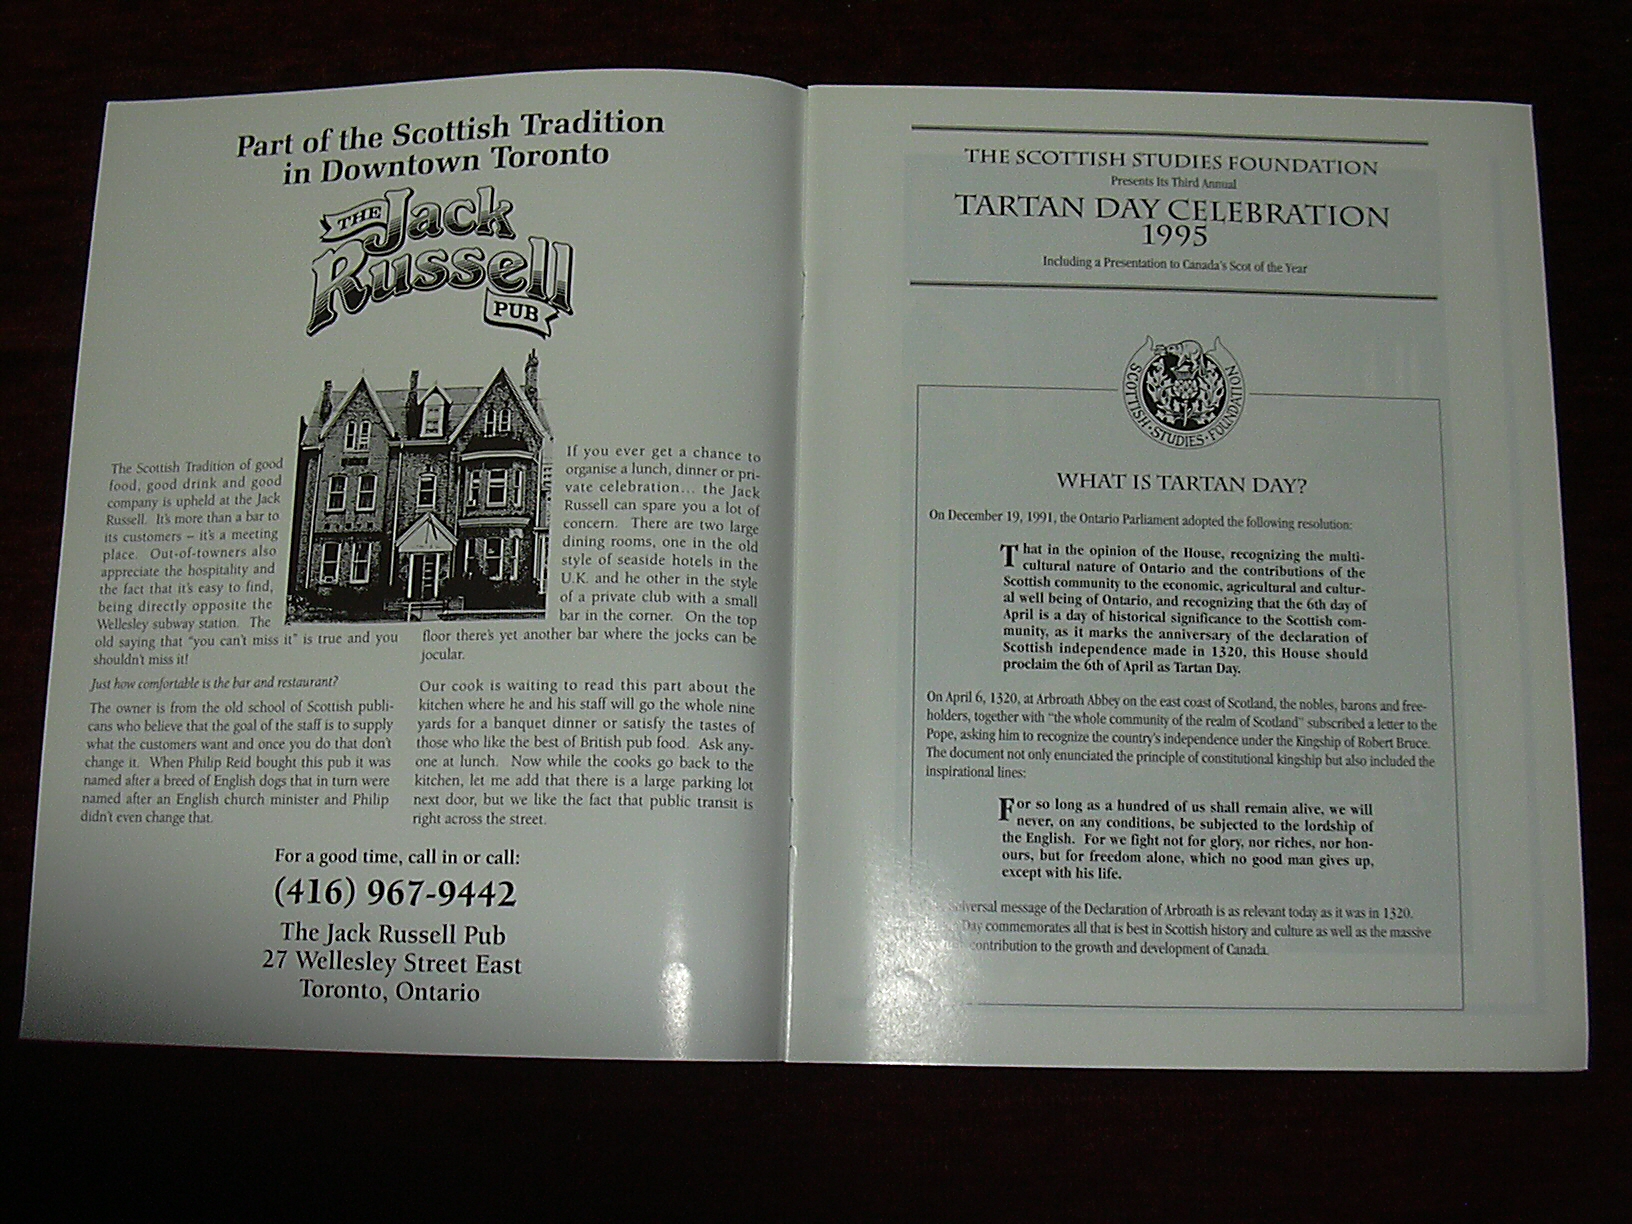 Part of the Scottish Tradition
in Downtown Toronto
THE Jack
Russell
PUB
The Scottish Tradition of good
food, good drink and good
company is upheld at the Jack
Russell. It's more than a bar to
its customers – it's a meeting
place. Out-of-towners also
appreciate the hospitality and
the fact that it's easy to find,
being directly opposite the
Wellesley subway station. The
old saying that "you can't miss it" is true and you
shouldn't miss it!
Just how comfortable is the bar and restaurant?
The owner is from the old school of Scottish publi-
cans who believe that the goal of the staff is to supply
what the customers want and once you do that don't
change it. When Philip Reid bought this pub it was
named after a breed of English dogs that in turn were
named after an English church minister and Philip
didn't even change that.
If you ever get a chance to
organise a lunch, dinner or pri-
vate celebration... the Jack
Russell can spare you a lot of
concern. There are two large
dining rooms, one in the old
style of seaside hotels in the
U.K. and he other in the style
of a private club with a small
bar in the corner. On the top
floor there's yet another bar where the jocks can be
jocular.
Our cook is waiting to read this part about the
kitchen where he and his staff will go the whole nine
yards for a banquet dinner or satisfy the tastes of
those who like the best of British pub food. Ask any-
one at lunch. Now while the cooks go back to the
kitchen, let me add that there is a large parking lot
next door, but we like the fact that public transit is
right across the street.
For a good time, call in or call:
(416) 967-9442
The Jack Russell Pub
27 Wellesley Street East
Toronto, Ontario
THE SCOTTISH STUDIES FOUNDATION
Presents Its Third Annual
TARTAN DAY CELEBRATION
1995
Including a Presentation to Canada's Scot of the Year
SCOTTISH·STUDIES·FOUNDATION
WHAT IS TARTAN DAY?
On December 19, 1991, the Ontario Parliament adopted the following resolution:
That in the opinion of the House, recognizing the multi-
cultural nature of Ontario and the contributions of the
Scottish community to the economic, agricultural and cultur-
al well being of Ontario, and recognizing that the 6th day of
April is a day of historical significance to the Scottish com-
munity, as it marks the anniversary of the declaration of
Scottish independence made in 1320, this House should
proclaim the 6th of April as Tartan Day.
On April 6, 1320, at Arbroath Abbey on the east coast of Scotland, the nobles, barons and free-
holders, together with "the whole community of the realm of Scotland" subscribed a letter to the
Pope, asking him to recognize the country's independence under the Kingship of Robert Bruce.
The document not only enunciated the principle of constitutional kingship but also included the
inspirational lines:
For so long as a hundred of us shall remain alive, we will
never, on any conditions, be subjected to the lordship of
the English. For we fight not for glory, nor riches, nor hon-
ours, but for freedom alone, which no good man gives up,
except with his life.
message of the Declaration of Arbroath is as relevant today as it was in 1320.
Day commemorates all that is best in Scottish history and culture as well as the massive
contribution to the growth and development of Canada.